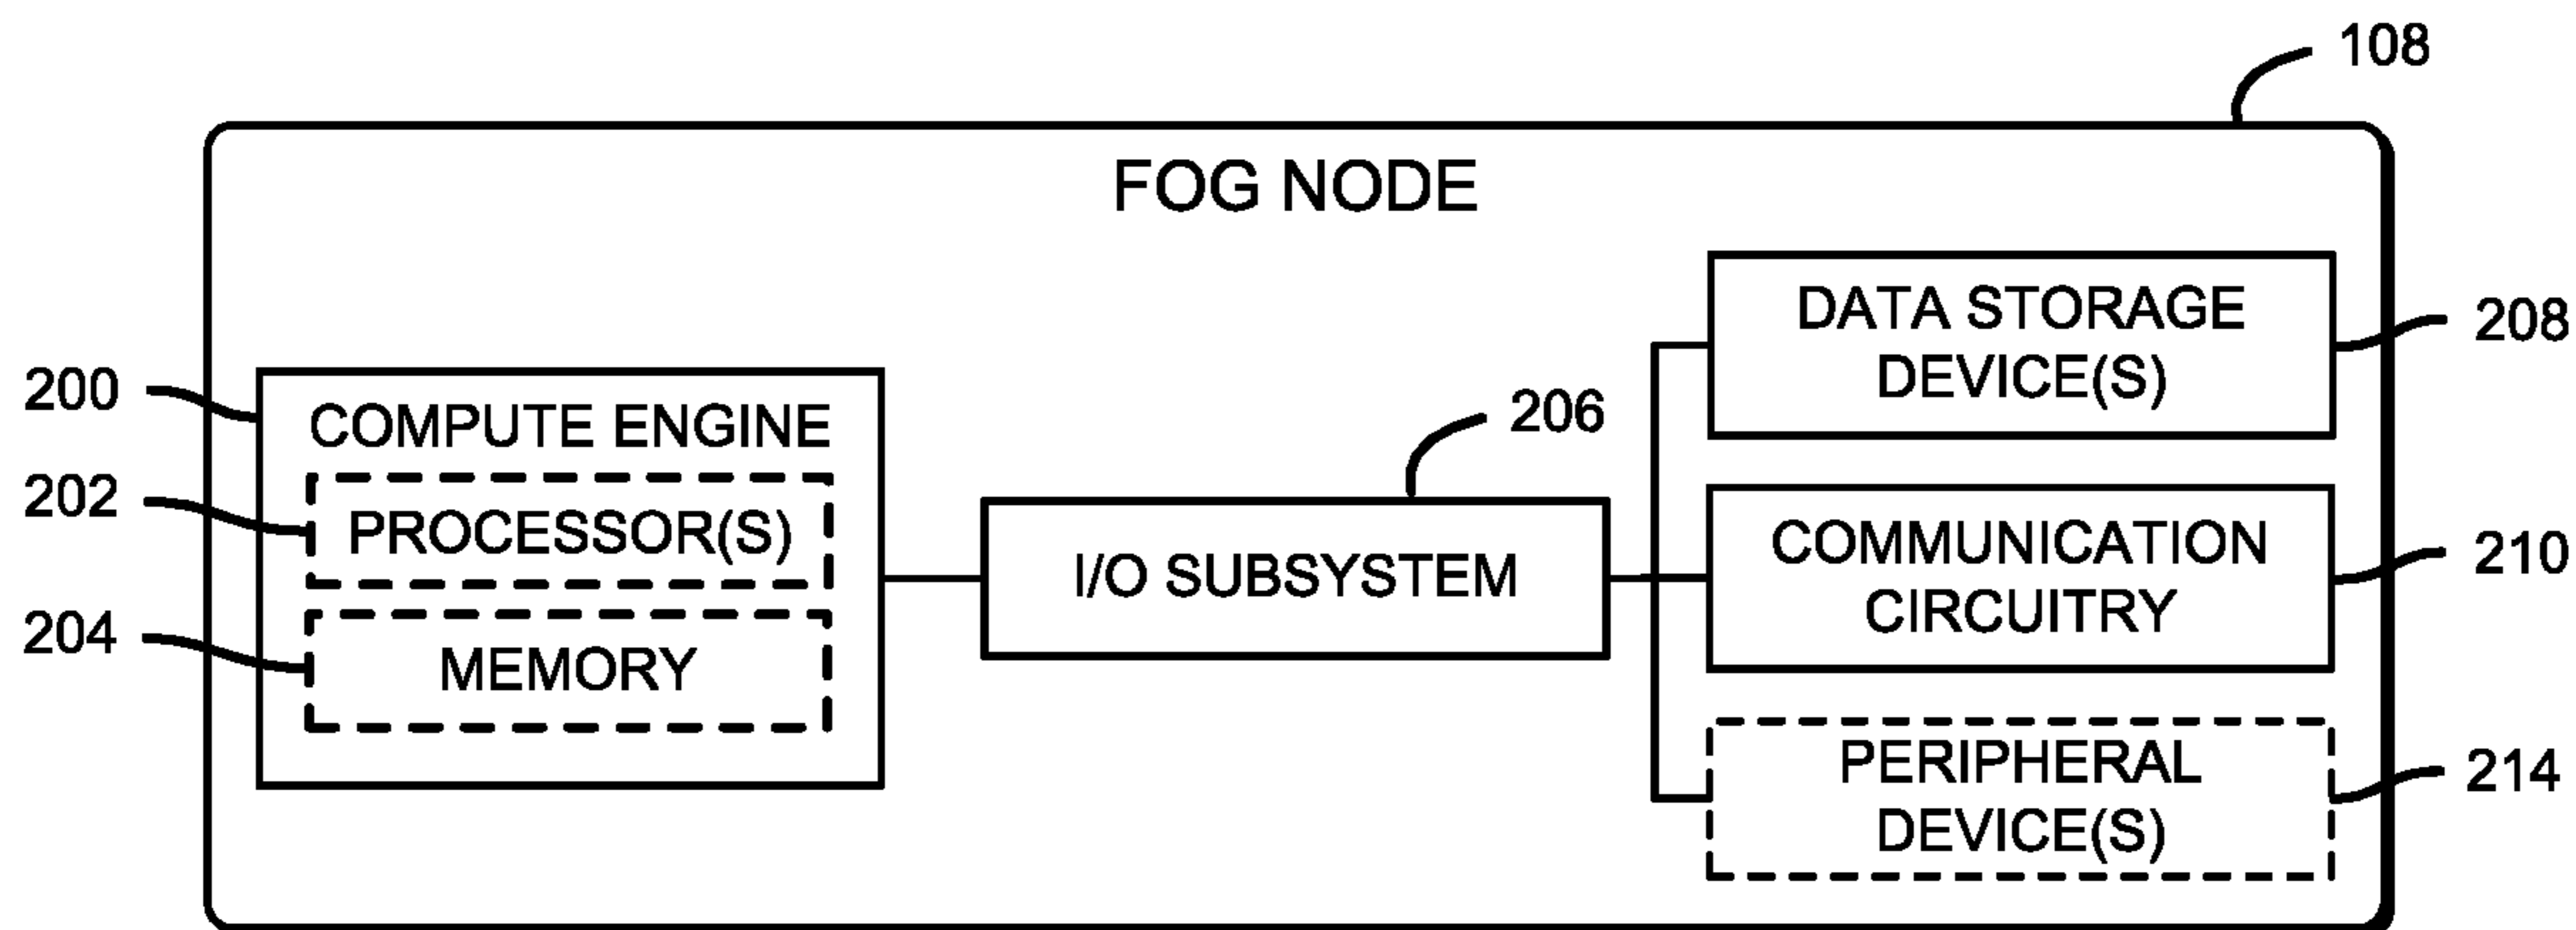 108
FOG NODE
200
COMPUTE ENGINE
202
PROCESSOR(S)
204
MEMORY
206
I/O SUBSYSTEM
DATA STORAGE
DEVICE(S)
208
COMMUNICATION
CIRCUITRY
210
PERIPHERAL
DEVICE(S)
214